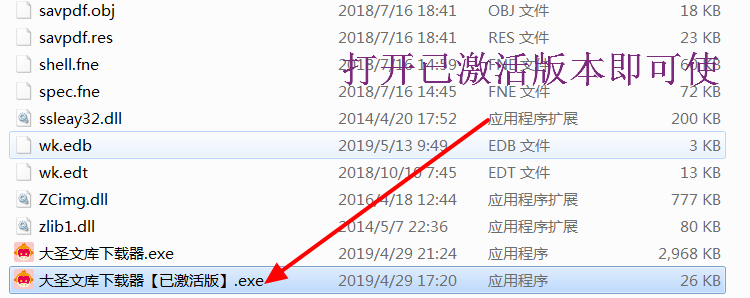 savpdf.obj 2018/7/16 18:41 OBJ 文件 18 KB
savpdf.res 2018/7/16 18:41 RES 文件 23 KB
shell.fne 2018/7/16 14:59 FNE 文件 KB
打开已激活版本即可使
spec.fne 2018/7/16 14:45 FNE 文件 72 KB
ssleay32.dll 2014/4/20 17:52 应用程序扩展 200 KB
wk.edb 2019/5/13 9:49 EDB 文件 3 KB
wk.edt 2018/10/10 7:45 EDT 文件 13 KB
ZCimg.dll 2016/4/18 12:44 应用程序扩展 777 KB
zlib1.dll 2014/5/7 22:36 应用程序扩展 80 KB
大圣文库下载器.exe 2019/4/29 21:24 应用程序 2,968 KB
大圣文库下载器【已激活版】.exe 2019/4/29 17:20 应用程序 26 KB